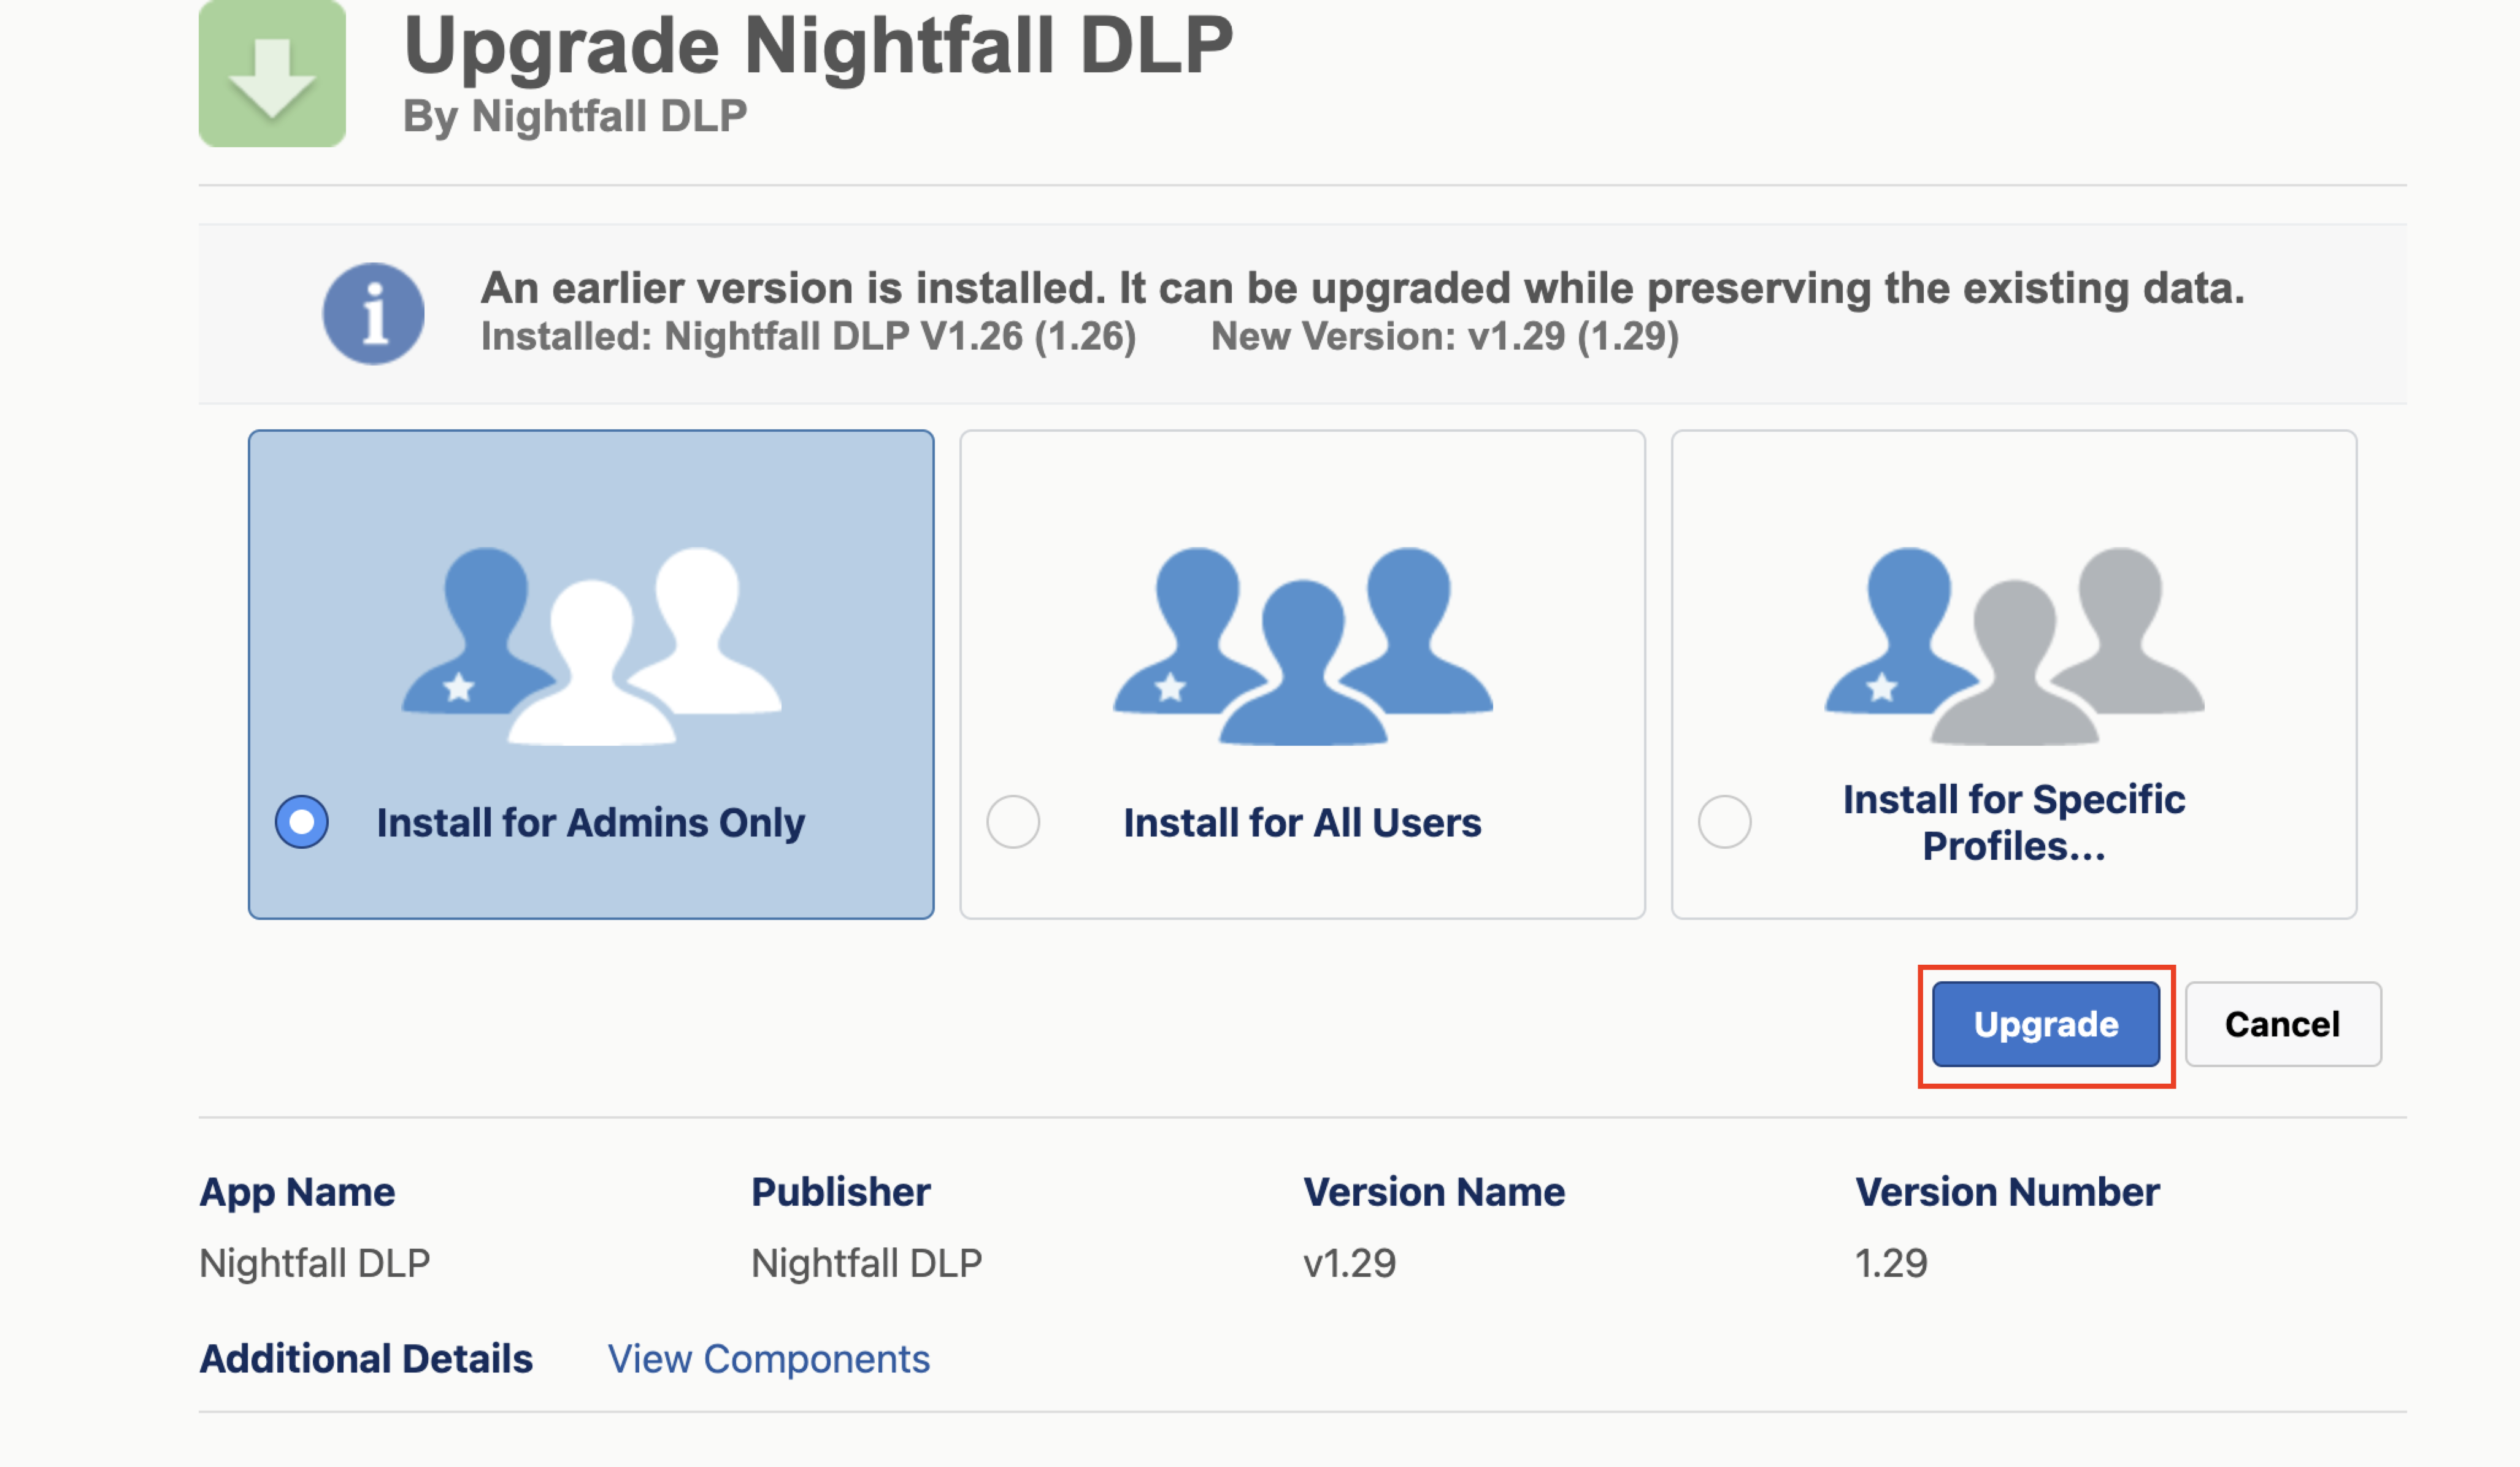 Upgrade Nightfall DLP
By Nightfall DLP
An earlier version is installed. It can be upgraded while preserving the existing data.
Installed: Nightfall DLP V1.26 (1.26) New Version: v1.29 (1.29)
Install for Admins Only
Install for All Users
Install for Specific
Profiles...
Upgrade Cancel
App Name Publisher Version Name Version Number
Nightfall DLP Nightfall DLP v1.29 1.29
Additional Details View Components